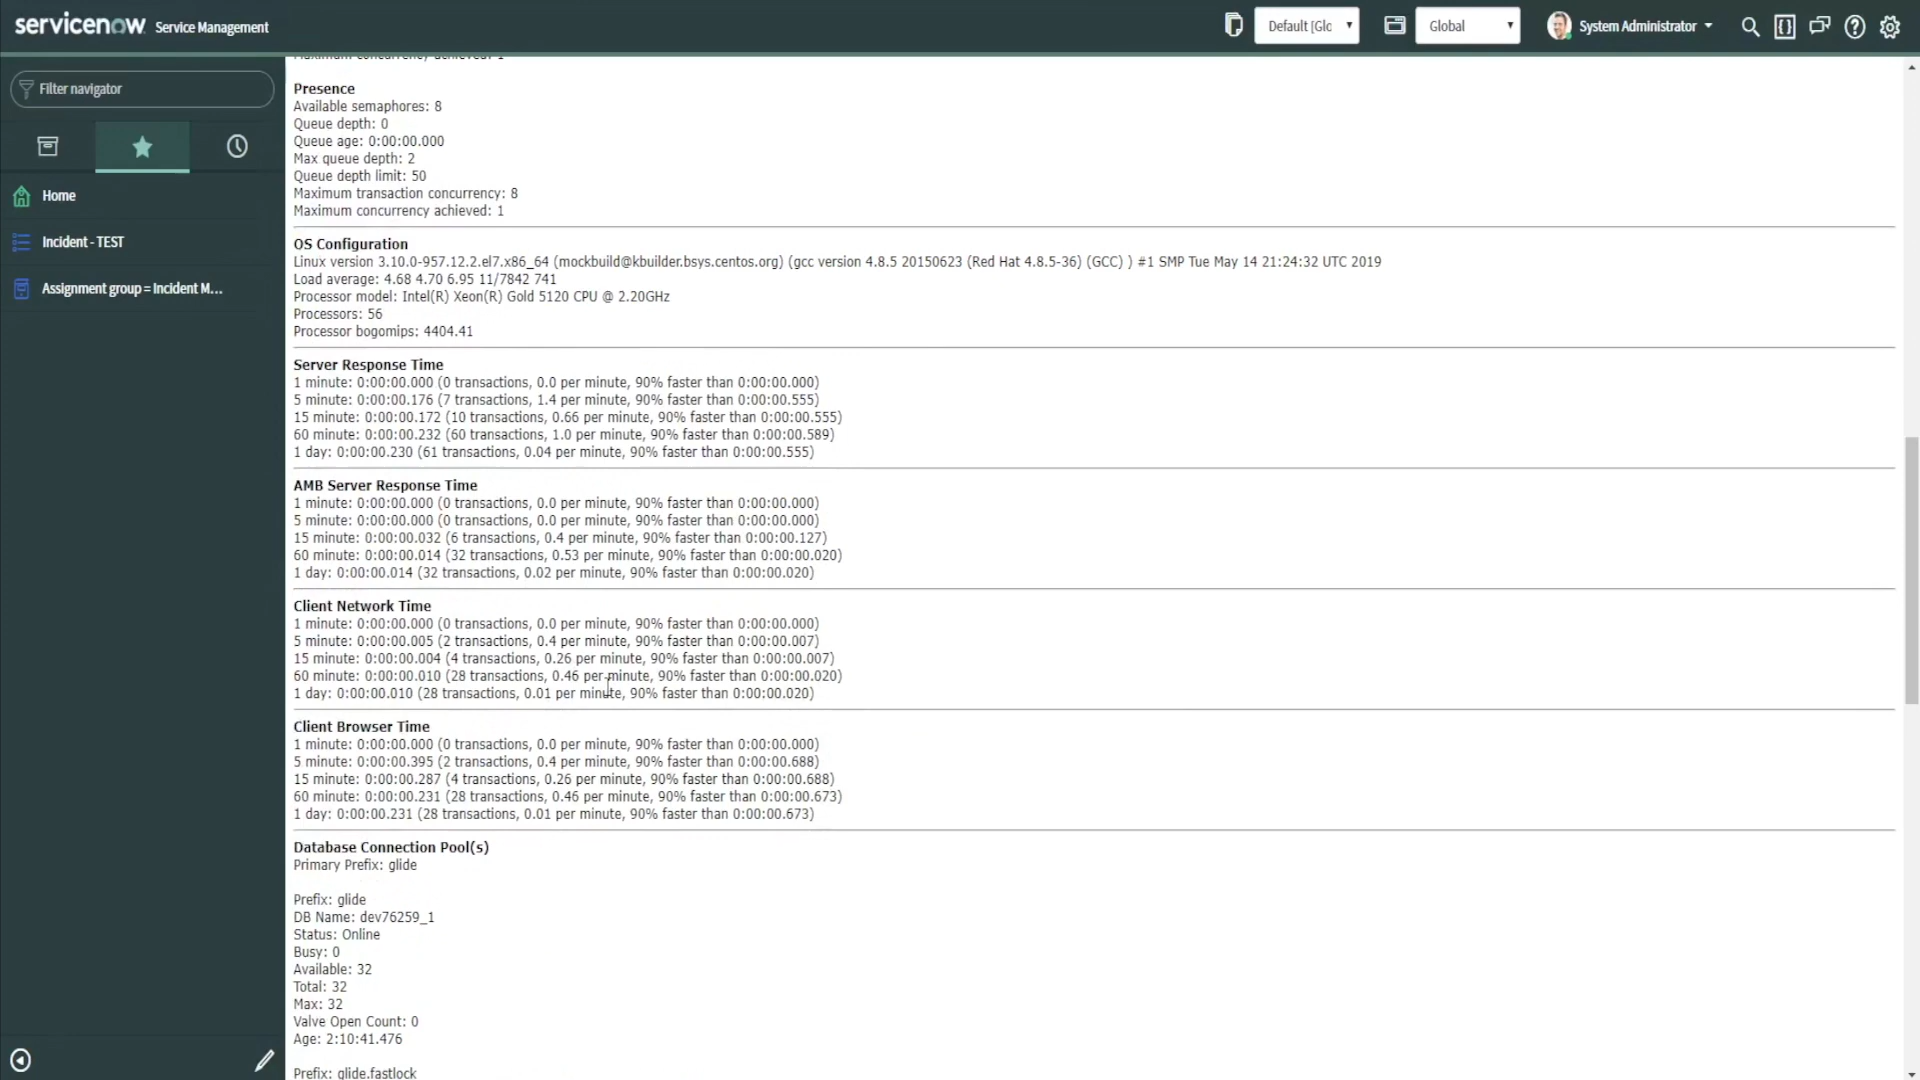 servicenow Service Management
Default [Glc
Global
System Administrator
Filter navigator
Home
Incident - TEST
Assignment group = Incident M...
Maximum concurrency achieved: 1
Presence
Available semaphores: 8
Queue depth: 0
Queue age: 0:00:00.000
Max queue depth: 2
Queue depth limit: 50
Maximum transaction concurrency: 8
Maximum concurrency achieved: 1
OS Configuration
Linux version 3.10.0-957.12.2.el7.x86_64 (mockbuild@kbuilder.bsys.centos.org) (gcc version 4.8.5 20150623 (Red Hat 4.8.5-36) (GCC) ) #1 SMP Tue May 14 21:24:32 UTC 2019
Load average: 4.68 4.70 6.95 11/7842 741
Processor model: Intel(R) Xeon(R) Gold 5120 CPU @ 2.20GHz
Processors: 56
Processor bogomips: 4404.41
Server Response Time
1 minute: 0:00:00.000 (0 transactions, 0.0 per minute, 90% faster than 0:00:00.000)
5 minute: 0:00:00.176 (7 transactions, 1.4 per minute, 90% faster than 0:00:00.555)
15 minute: 0:00:00.172 (10 transactions, 0.66 per minute, 90% faster than 0:00:00.555)
60 minute: 0:00:00.232 (60 transactions, 1.0 per minute, 90% faster than 0:00:00.589)
1 day: 0:00:00.230 (61 transactions, 0.04 per minute, 90% faster than 0:00:00.555)
AMB Server Response Time
1 minute: 0:00:00.000 (0 transactions, 0.0 per minute, 90% faster than 0:00:00.000)
5 minute: 0:00:00.000 (0 transactions, 0.0 per minute, 90% faster than 0:00:00.000)
15 minute: 0:00:00.032 (6 transactions, 0.4 per minute, 90% faster than 0:00:00.127)
60 minute: 0:00:00.014 (32 transactions, 0.53 per minute, 90% faster than 0:00:00.020)
1 day: 0:00:00.014 (32 transactions, 0.02 per minute, 90% faster than 0:00:00.020)
Client Network Time
1 minute: 0:00:00.000 (0 transactions, 0.0 per minute, 90% faster than 0:00:00.000)
5 minute: 0:00:00.005 (2 transactions, 0.4 per minute, 90% faster than 0:00:00.007)
15 minute: 0:00:00.004 (4 transactions, 0.26 per minute, 90% faster than 0:00:00.007)
60 minute: 0:00:00.010 (28 transactions, 0.46 per minute, 90% faster than 0:00:00.020)
1 day: 0:00:00.010 (28 transactions, 0.01 per minute, 90% faster than 0:00:00.020)
Client Browser Time
1 minute: 0:00:00.000 (0 transactions, 0.0 per minute, 90% faster than 0:00:00.000)
5 minute: 0:00:00.395 (2 transactions, 0.4 per minute, 90% faster than 0:00:00.688)
15 minute: 0:00:00.287 (4 transactions, 0.26 per minute, 90% faster than 0:00:00.688)
60 minute: 0:00:00.231 (28 transactions, 0.46 per minute, 90% faster than 0:00:00.673)
1 day: 0:00:00.231 (28 transactions, 0.01 per minute, 90% faster than 0:00:00.673)
Database Connection Pool(s)
Primary Prefix: glide
Prefix: glide
DB Name: dev76259_1
Status: Online
Busy: 0
Available: 32
Total: 32
Max: 32
Valve Open Count: 0
Age: 2:10:41.476
Prefix: glide.fastlock